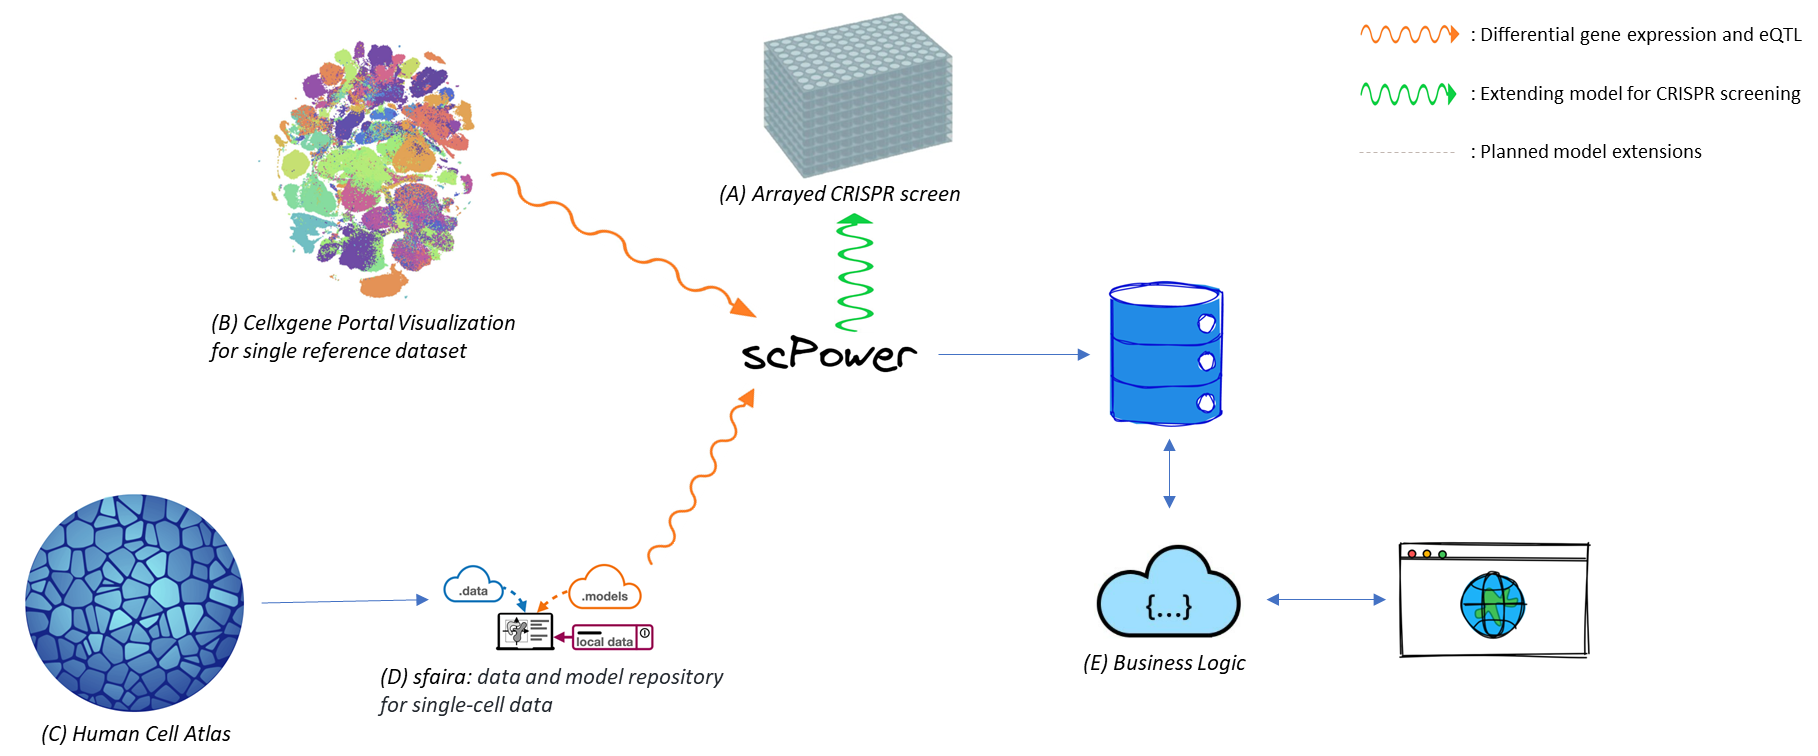 : Differential gene expression and eQTL
: Extending model for CRISPR screening
: Planned model extensions
(A) Arrayed CRISPR screen
(B) Cellxgene Portal Visualization
for single reference dataset
scPower
.data
.models
local data
{...}
(D) sfaira: data and model repository
for single-cell data
(E) Business Logic
(C) Human Cell Atlas